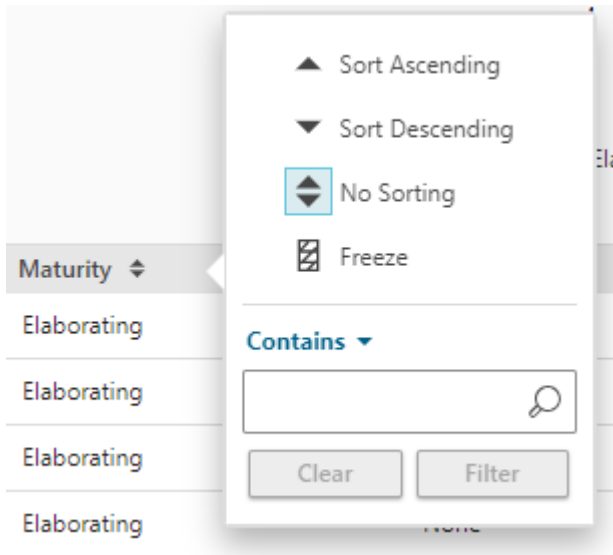 Sort Ascending
Sort Descending
No Sorting
Freeze
Maturity
Contains
Clear Filter
Elaborating
Elaborating
Elaborating
Elaborating